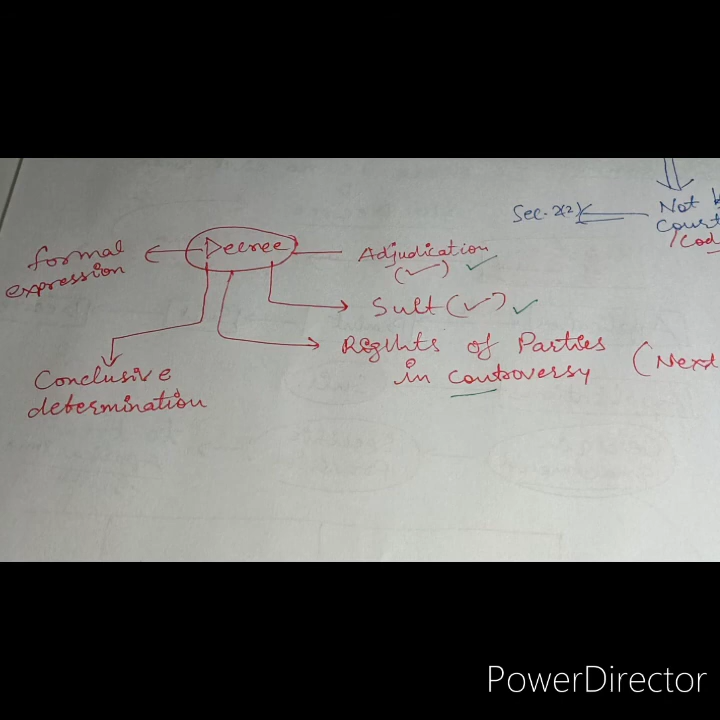 Sec. 2(2)
Not
Court
/Cod
formal
expression
Decree
Adjudication
(✓) ✓
Suit (✓) ✓
Rights of Parties
in controversy
(Next
Conclusive
determination
PowerDirector